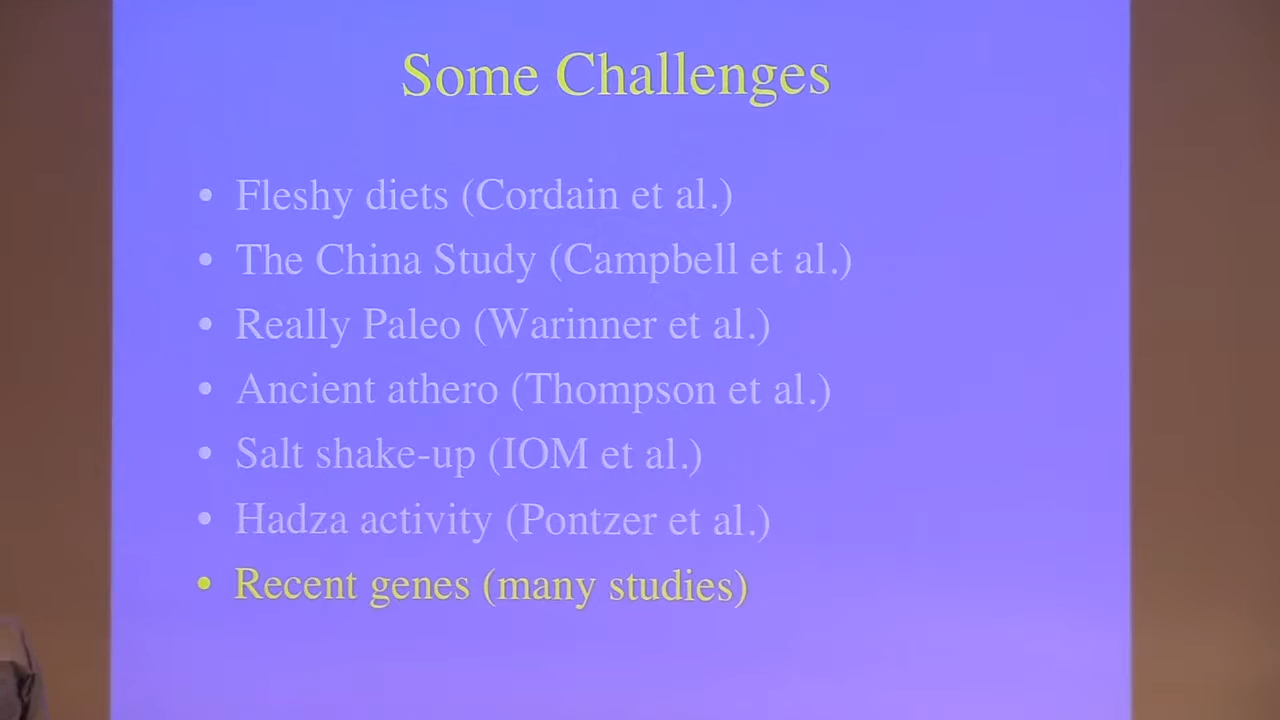 Some Challenges
• Fleshy diets (Cordain et al.)
• The China Study (Campbell et al.)
• Really Paleo (Warinner et al.)
• Ancient athero (Thompson et al.)
• Salt shake-up (IOM et al.)
• Hadza activity (Pontzer et al.)
• Recent genes (many studies)